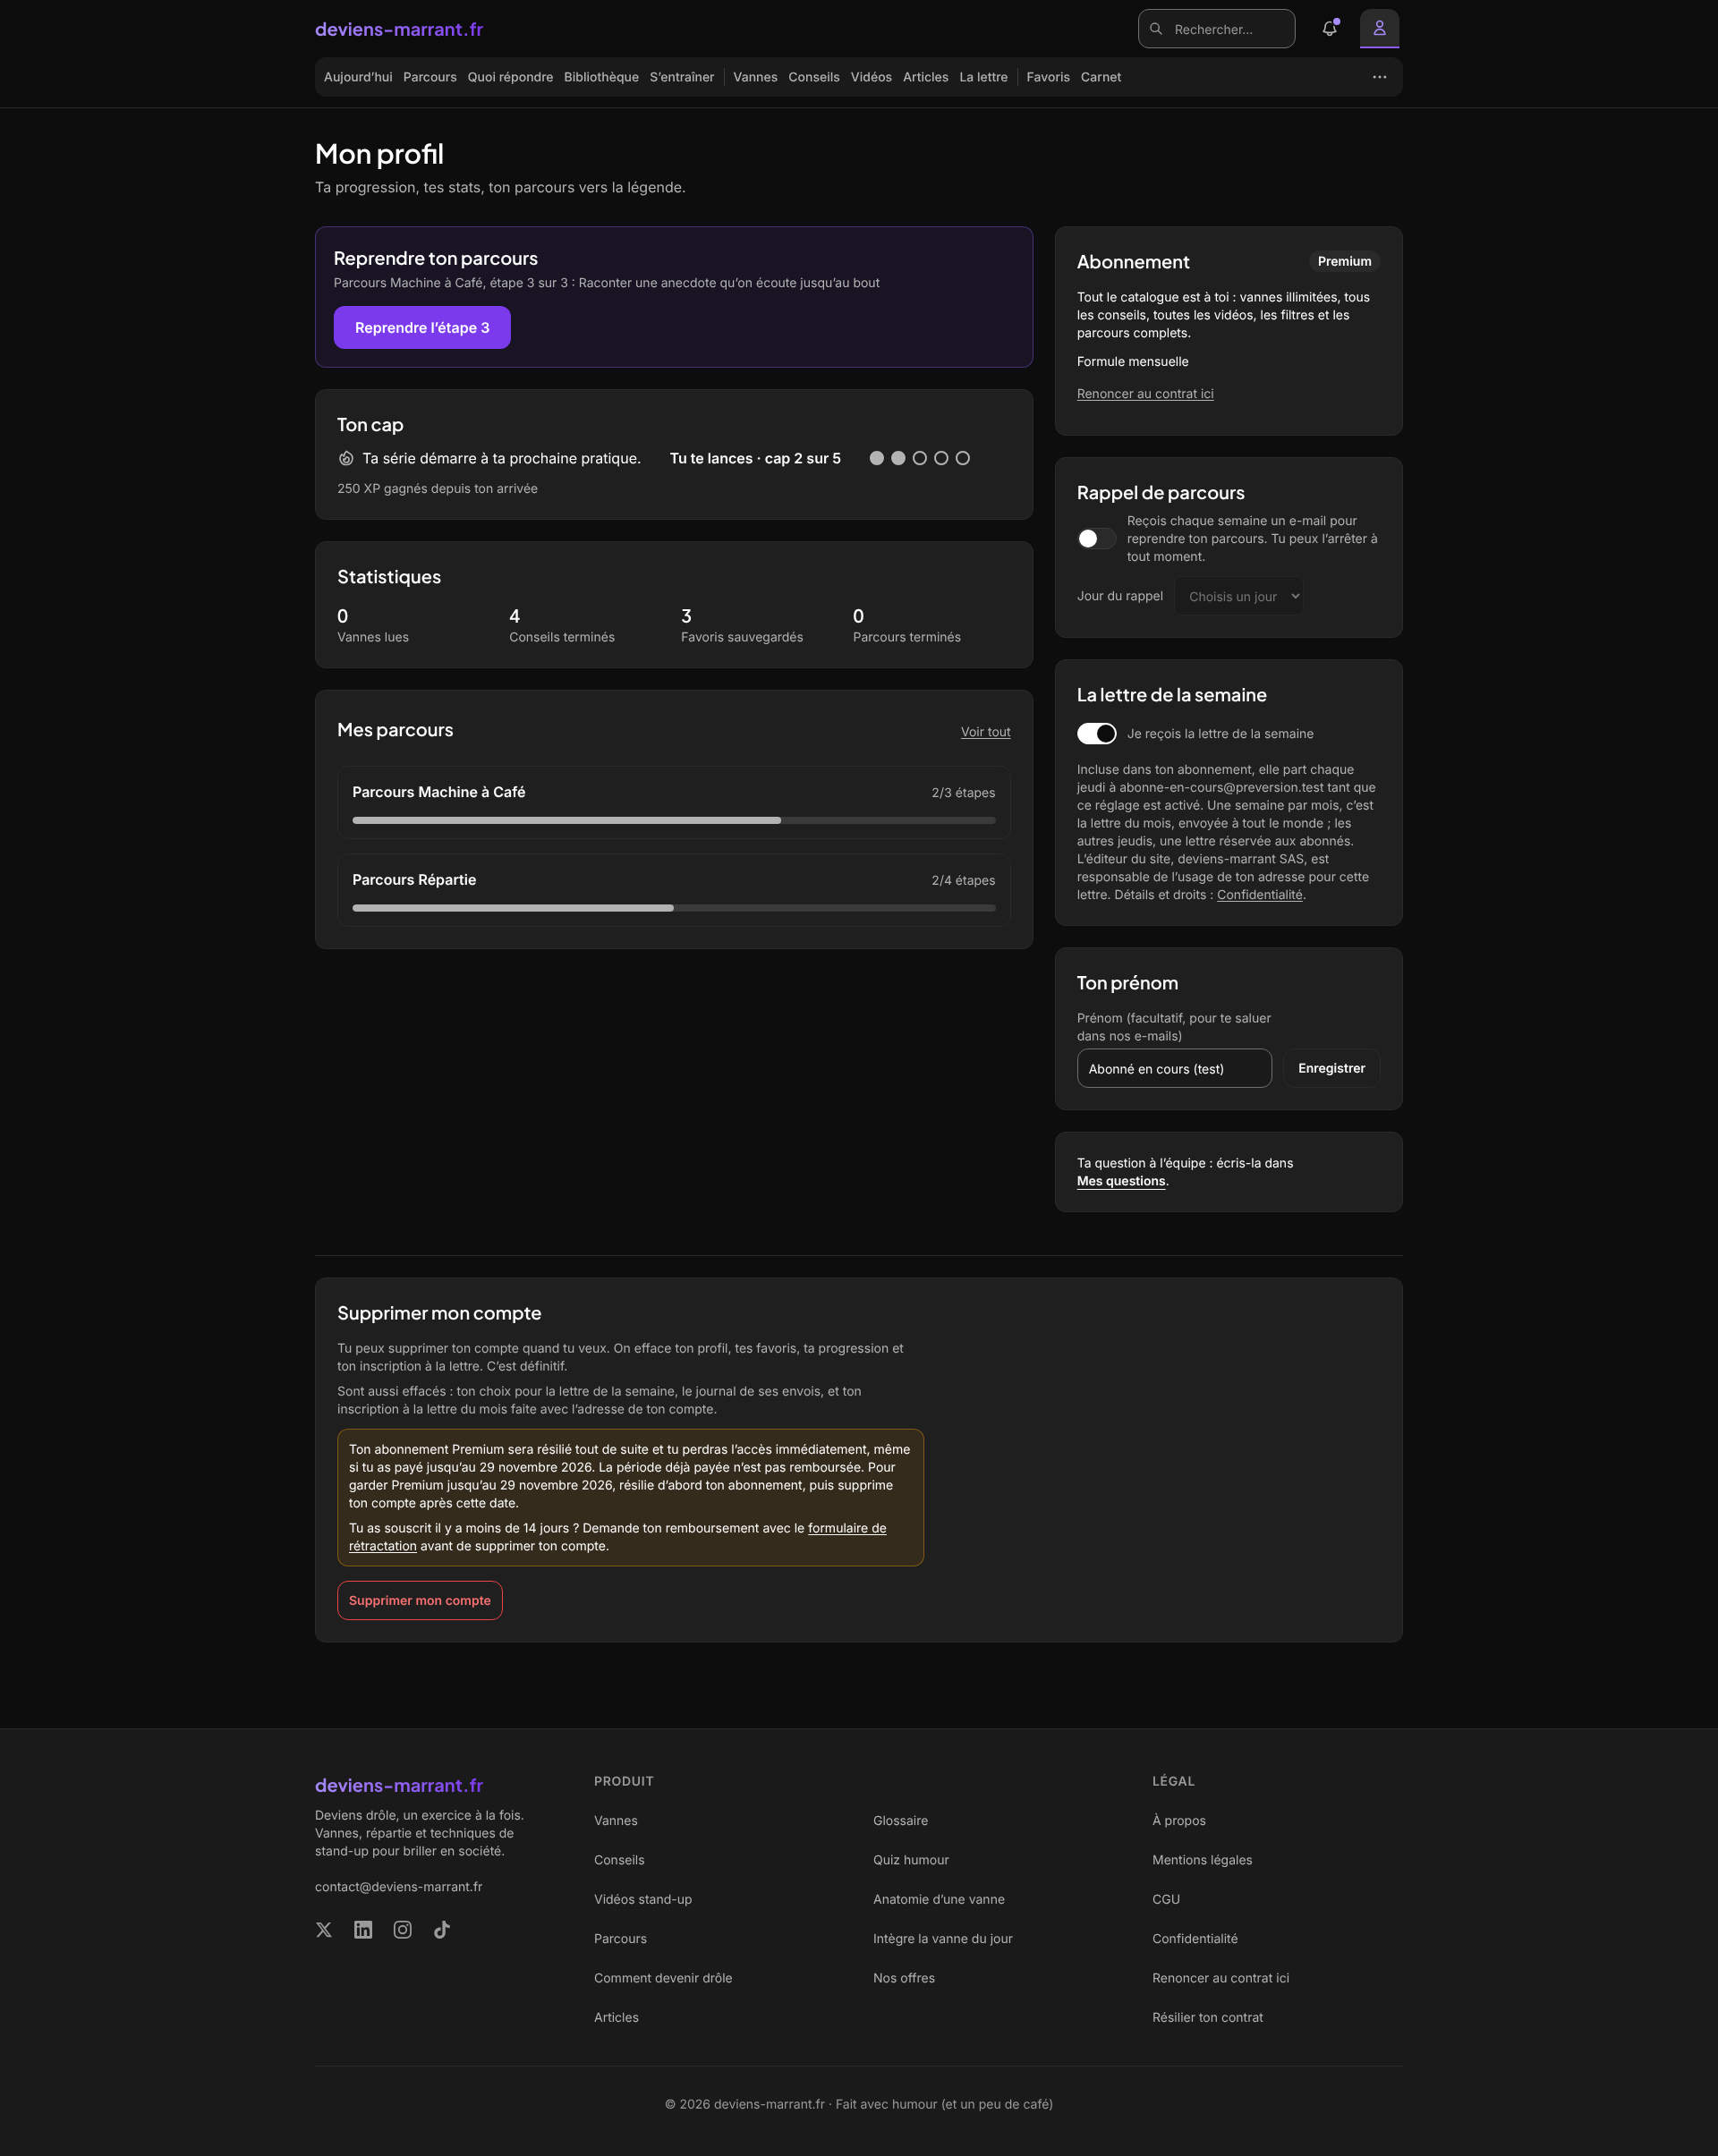 deviens-marrant.fr
Rechercher...
Aujourd’hui Parcours Quoi répondre Bibliothèque S’entraîner Vannes Conseils Vidéos Articles La lettre Favoris Carnet
Mon profil
Ta progression, tes stats, ton parcours vers la légende.
Reprendre ton parcours
Parcours Machine à Café, étape 3 sur 3 : Raconter une anecdote qu’on écoute jusqu’au bout
Reprendre l’étape 3
Ton cap
Ta série démarre à ta prochaine pratique. Tu te lances · cap 2 sur 5
250 XP gagnés depuis ton arrivée
Statistiques
0 4 3 0
Vannes lues Conseils terminés Favoris sauvegardés Parcours terminés
Mes parcours Voir tout
Parcours Machine à Café 2/3 étapes
Parcours Répartie 2/4 étapes
Abonnement Premium
Tout le catalogue est à toi : vannes illimitées, tous
les conseils, toutes les vidéos, les filtres et les
parcours complets.
Formule mensuelle
Renoncer au contrat ici
Rappel de parcours
Reçois chaque semaine un e-mail pour
reprendre ton parcours. Tu peux l’arrêter à
tout moment.
Jour du rappel Choisis un jour
La lettre de la semaine
Je reçois la lettre de la semaine
Incluse dans ton abonnement, elle part chaque
jeudi à abonne-en-cours@preversion.test tant que
ce réglage est activé. Une semaine par mois, c’est
la lettre du mois, envoyée à tout le monde ; les
autres jeudis, une lettre réservée aux abonnés.
L’éditeur du site, deviens-marrant SAS, est
responsable de l’usage de ton adresse pour cette
lettre. Détails et droits : Confidentialité.
Ton prénom
Prénom (facultatif, pour te saluer
dans nos e-mails)
Abonné en cours (test) Enregistrer
Ta question à l’équipe : écris-la dans
Mes questions.
Supprimer mon compte
Tu peux supprimer ton compte quand tu veux. On efface ton profil, tes favoris, ta progression et
ton inscription à la lettre. C’est définitif.
Sont aussi effacés : ton choix pour la lettre de la semaine, le journal de ses envois, et ton
inscription à la lettre du mois faite avec l’adresse de ton compte.
Ton abonnement Premium sera résilié tout de suite et tu perdras l’accès immédiatement, même
si tu as payé jusqu’au 29 novembre 2026. La période déjà payée n’est pas remboursée. Pour
garder Premium jusqu’au 29 novembre 2026, résilie d’abord ton abonnement, puis supprime
ton compte après cette date.
Tu as souscrit il y a moins de 14 jours ? Demande ton remboursement avec le formulaire de
rétractation avant de supprimer ton compte.
Supprimer mon compte
deviens-marrant.fr
Deviens drôle, un exercice à la fois.
Vannes, répartie et techniques de
stand-up pour briller en société.
contact@deviens-marrant.fr
PRODUIT
Vannes
Conseils
Vidéos stand-up
Parcours
Comment devenir drôle
Articles
Glossaire
Quiz humour
Anatomie d’une vanne
Intègre la vanne du jour
Nos offres
LÉGAL
À propos
Mentions légales
CGU
Confidentialité
Renoncer au contrat ici
Résilier ton contrat
© 2026 deviens-marrant.fr · Fait avec humour (et un peu de café)